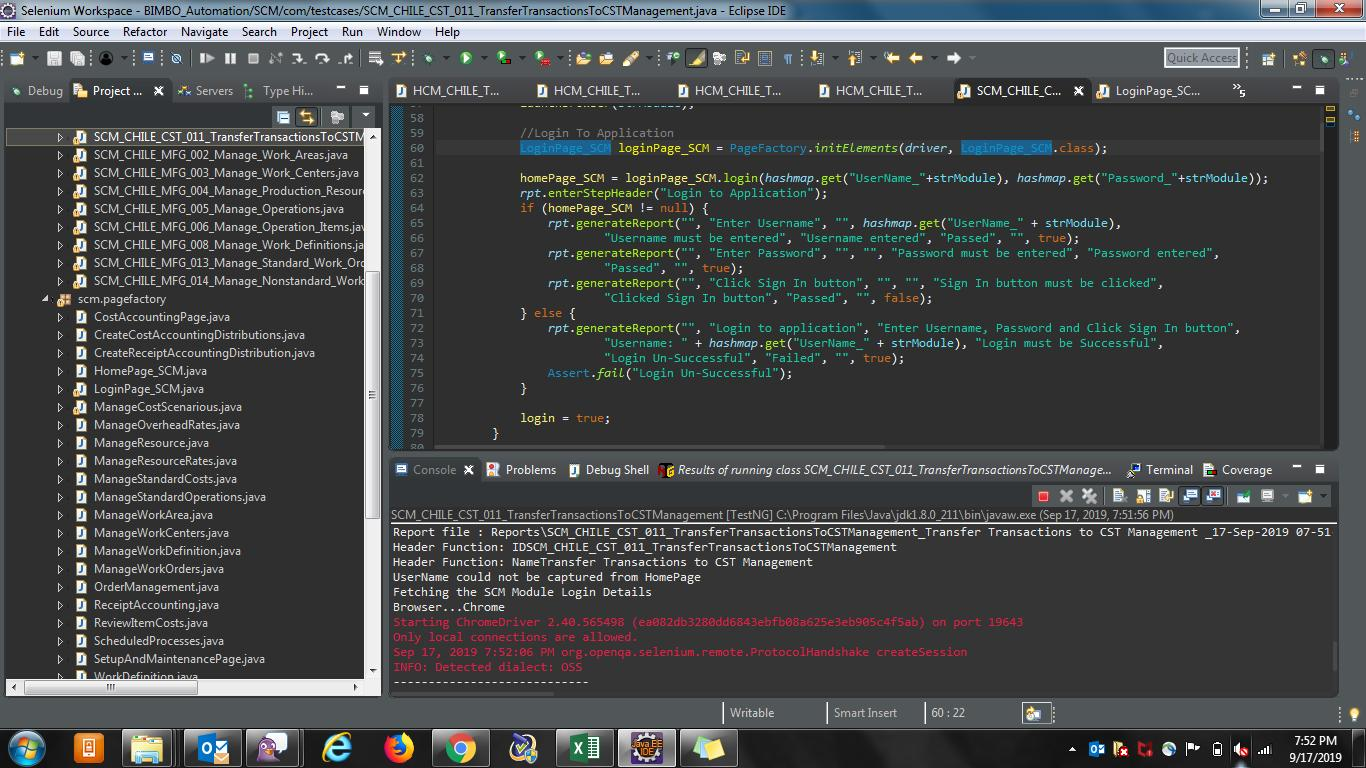 Selenium Workspace - BIMBO_Automation/SCM/com/testcases/SCM_CHILE_CST_011_TransferTransactionsToCSTManagement.java - Eclipse IDE
File Edit Source Refactor Navigate Search Project Run Window Help
Quick Access
Debug Project ... Servers Type Hi...
SCM_CHILE_CST_011_TransferTransactionsToCSTM
SCM_CHILE_MFG_002_Manage_Work_Areas.java
SCM_CHILE_MFG_003_Manage_Work_Centers.java
SCM_CHILE_MFG_004_Manage_Production_Resour
SCM_CHILE_MFG_005_Manage_Operations.java
SCM_CHILE_MFG_006_Manage_Operation_Items.jav
SCM_CHILE_MFG_008_Manage_Work_Definitions.ja
SCM_CHILE_MFG_013_Manage_Standard_Work_Ord
SCM_CHILE_MFG_014_Manage_Nonstandard_Work
scm.pagefactory
CostAccountingPage.java
CreateCostAccountingDistributions.java
CreateReceiptAccountingDistribution.java
HomePage_SCM.java
LoginPage_SCM.java
ManageCostScenarious.java
ManageOverheadRates.java
ManageResource.java
ManageResourceRates.java
ManageStandardCosts.java
ManageStandardOperations.java
ManageWorkArea.java
ManageWorkCenters.java
ManageWorkDefinition.java
ManageWorkOrders.java
OrderManagement.java
ReceiptAccounting.java
ReviewItemCosts.java
ScheduledProcesses.java
SetupAndMaintenancePage.java
WorkDefinition.java
HCM_CHILE_T... HCM_CHILE_T... HCM_CHILE_T... HCM_CHILE_T... SCM_CHILE_C... LoginPage_SC... »5
58
59 //Login To Application
60 LoginPage_SCM loginPage_SCM = PageFactory.initElements(driver, LoginPage_SCM.class);
61
62 homePage_SCM = loginPage_SCM.login(hashmap.get("UserName_"+strModule), hashmap.get("Password_"+strModule));
63 rpt.enterStepHeader("Login to Application");
64 if (homePage_SCM != null) {
65 rpt.generateReport("", "Enter Username", "", hashmap.get("UserName_" + strModule),
66 "Username must be entered", "Username entered", "Passed", "", true);
67 rpt.generateReport("", "Enter Password", "", "", "Password must be entered", "Password entered",
68 "Passed", "", true);
69 rpt.generateReport("", "Click Sign In button", "", "", "Sign In button must be clicked",
70 "Clicked Sign In button", "Passed", "", false);
71 } else {
72 rpt.generateReport("", "Login to application", "Enter Username, Password and Click Sign In button",
73 "Username: " + hashmap.get("UserName_" + strModule), "Login must be Successful",
74 "Login Un-Successful", "Failed", "", true);
75 Assert.fail("Login Un-Successful");
76 }
77
78 login = true;
79 }
80
Console Problems Debug Shell Results of running class SCM_CHILE_CST_011_TransferTransactionsToCSTManage... Terminal Coverage
SCM_CHILE_CST_011_TransferTransactionsToCSTManagement [TestNG] C:\Program Files\Java\jdk1.8.0_211\bin\javaw.exe (Sep 17, 2019, 7:51:56 PM)
Report file : Reports\SCM_CHILE_CST_011_TransferTransactionsToCSTManagement_Transfer Transactions to CST Management _17-Sep-2019 07-51
Header Function: IDSCM_CHILE_CST_011_TransferTransactionsToCSTManagement
Header Function: NameTransfer Transactions to CST Management
UserName could not be captured from HomePage
Fetching the SCM Module Login Details
Browser...Chrome
Starting ChromeDriver 2.40.565498 (ea082db3280dd6843ebfb08a625e3eb905c4f5ab) on port 19643
Only local connections are allowed.
Sep 17, 2019 7:52:06 PM org.openqa.selenium.remote.ProtocolHandshake createSession
INFO: Detected dialect: OSS
----------------------------
Writable Smart Insert 60 : 22
Java EE
IDE
7:52 PM
9/17/2019